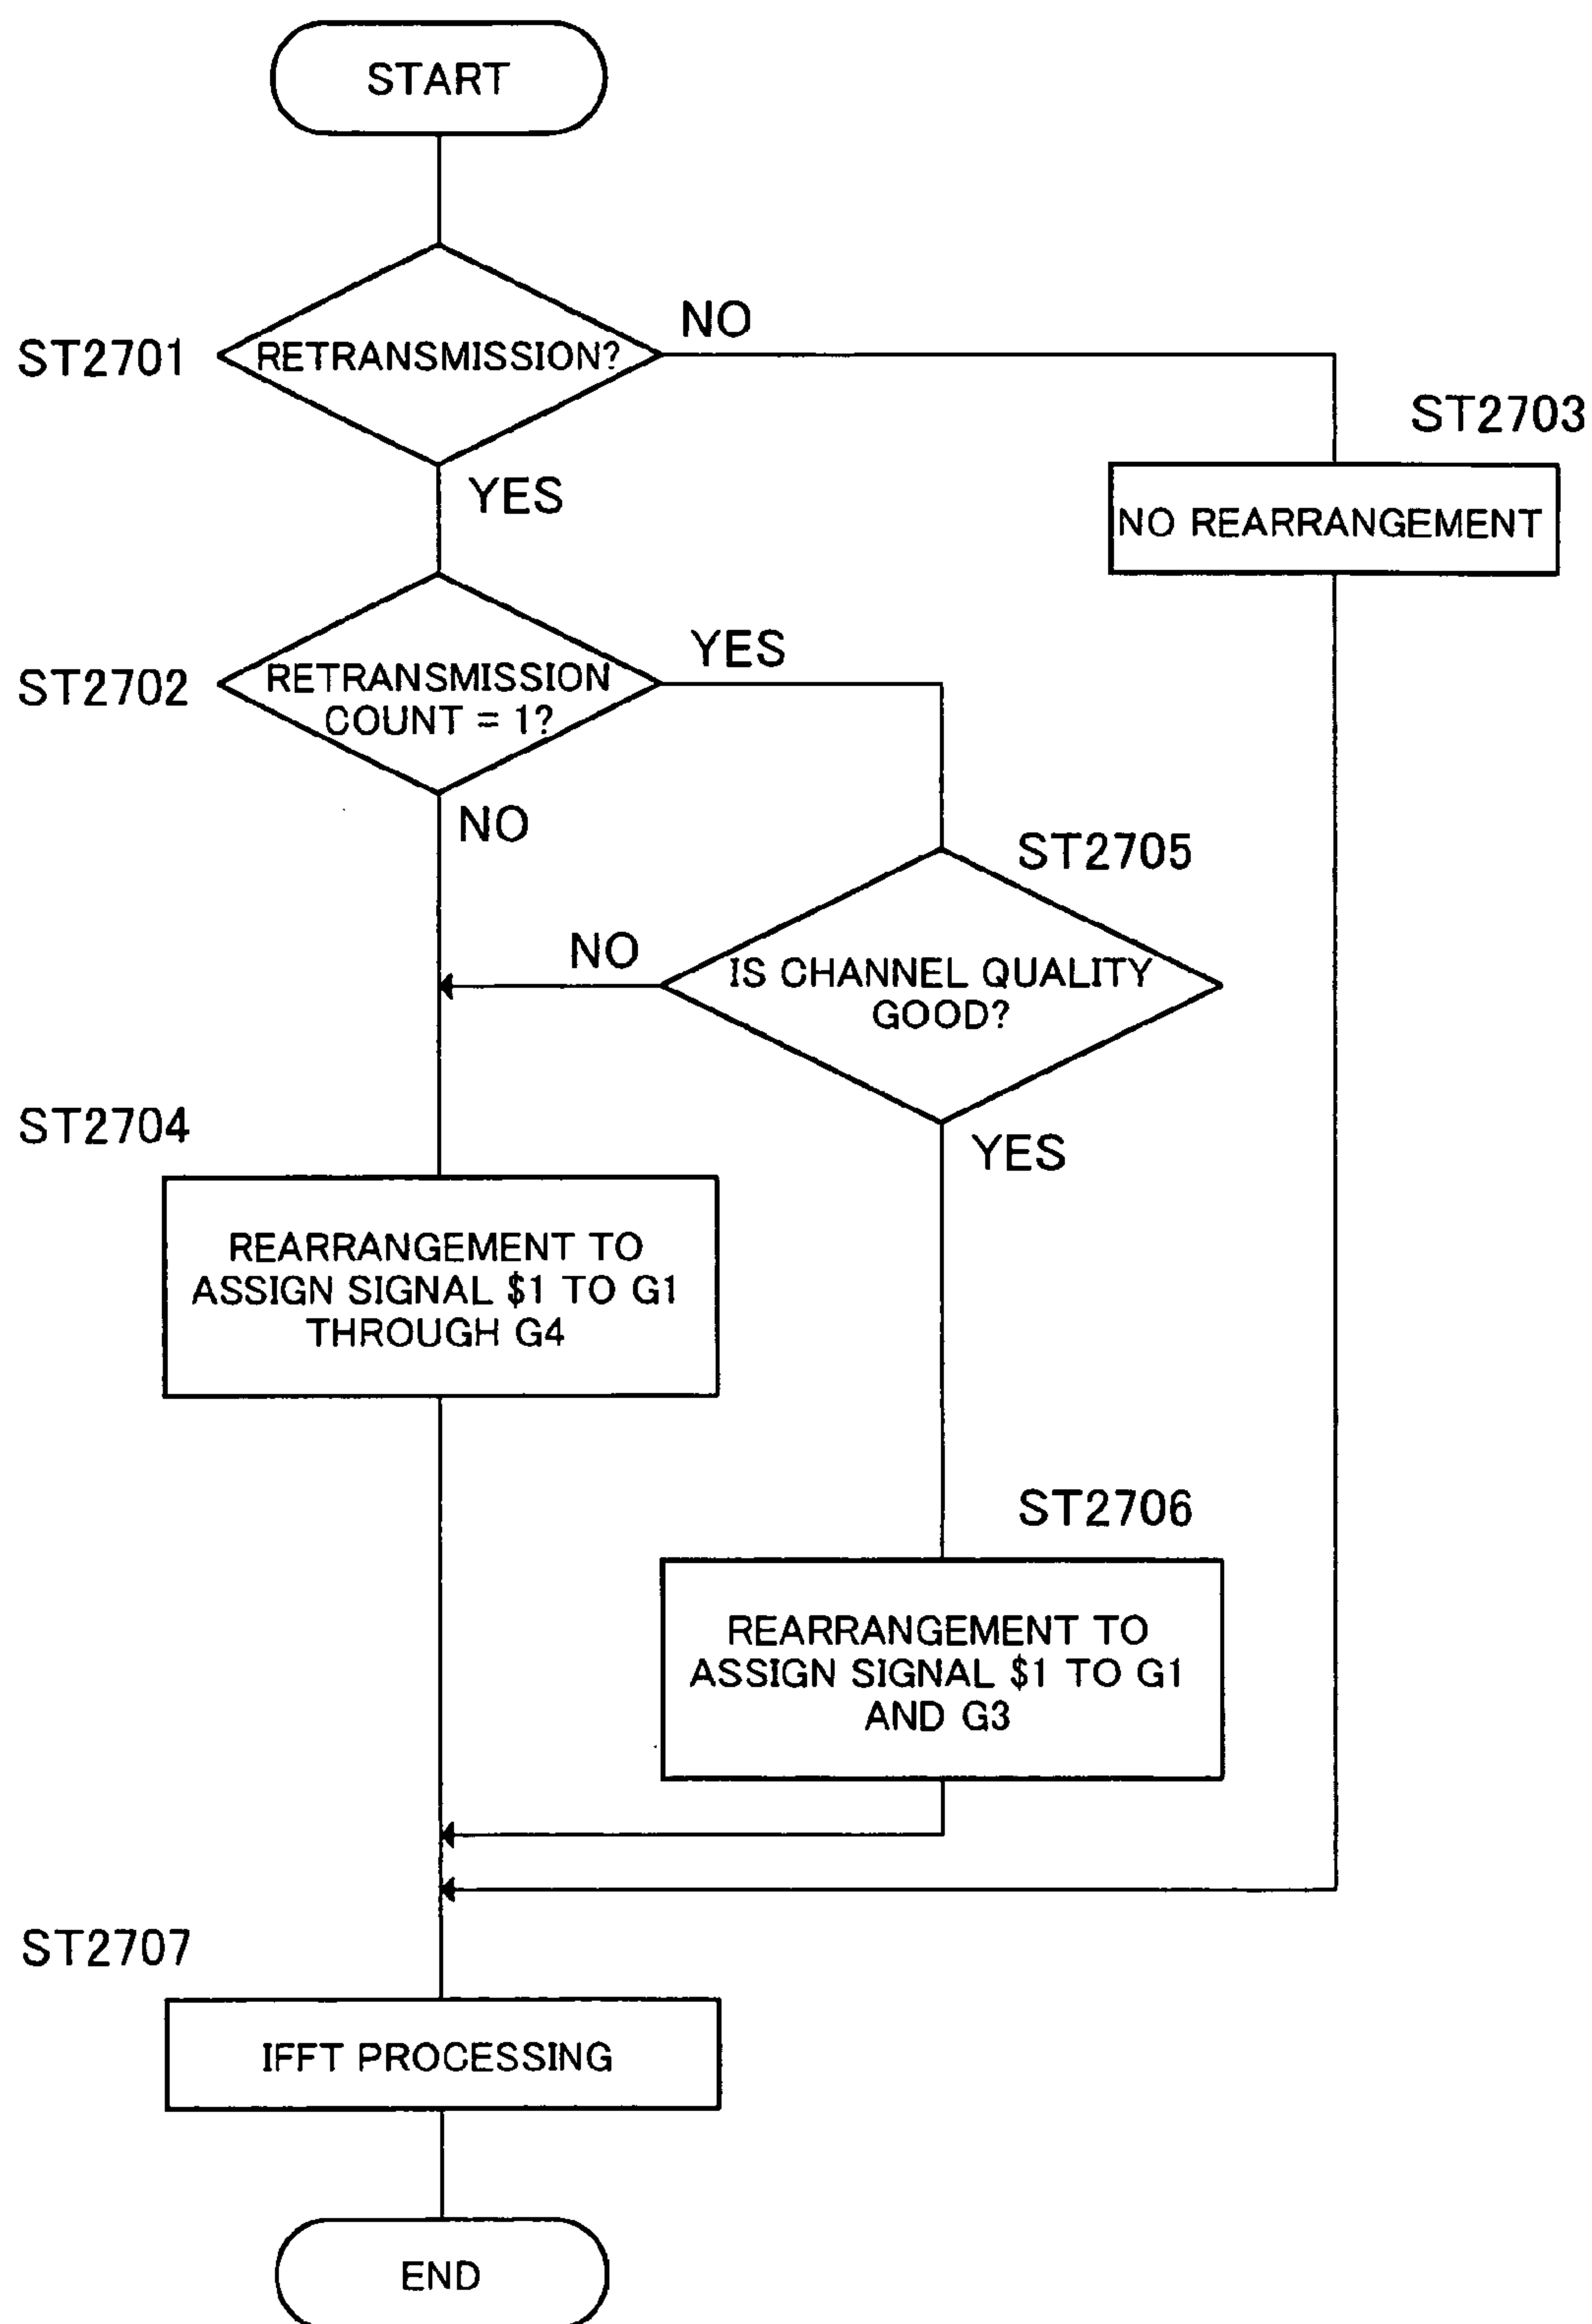 START
NO
ST2701
RETRANSMISSION?
ST2703
YES
NO REARRANGEMENT
YES
ST2702
RETRANSMISSION
COUNT = 1?
NO
ST2705
NO
IS CHANNEL QUALITY
GOOD?
ST2704
YES
REARRANGEMENT TO
ASSIGN SIGNAL $1 TO G1
THROUGH G4
ST2706
REARRANGEMENT TO
ASSIGN SIGNAL $1 TO G1
AND G3
ST2707
IFFT PROCESSING
END